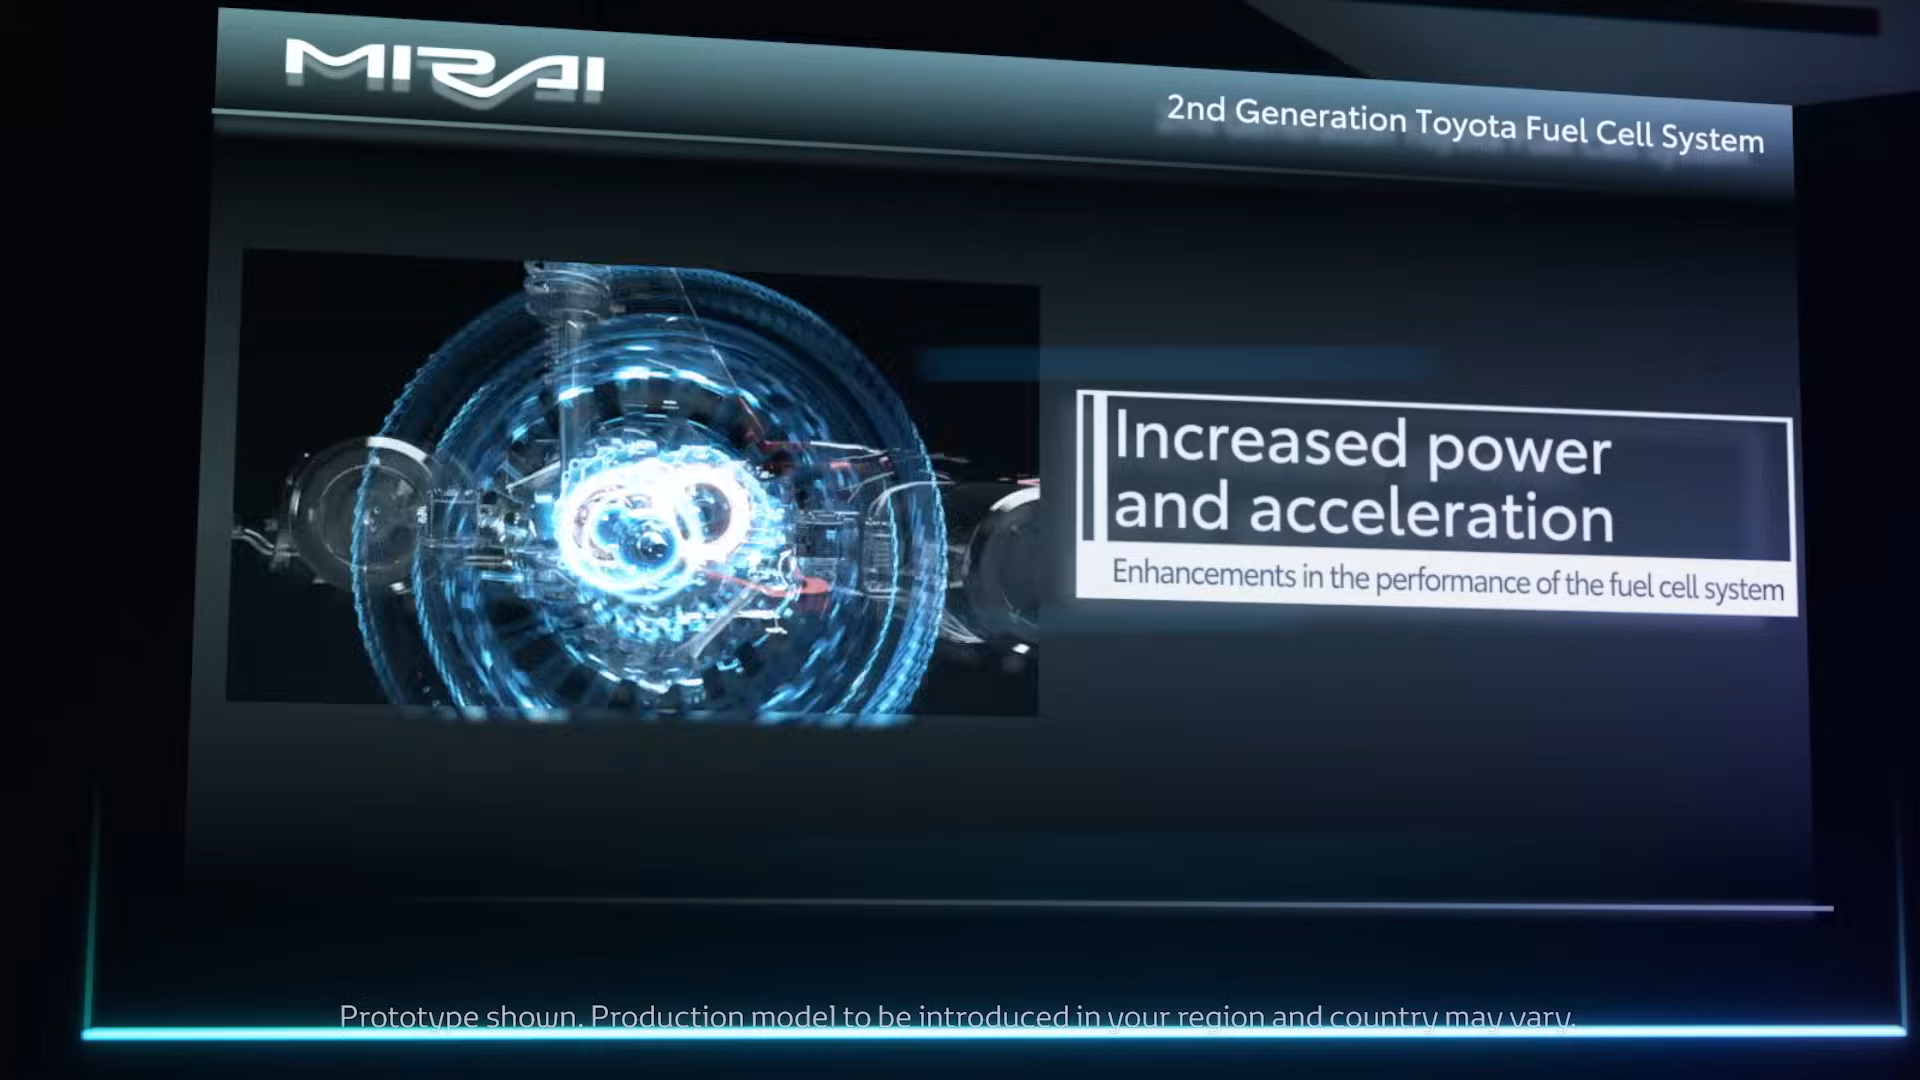 MIRAI
2nd Generation Toyota Fuel Cell System
Increased power
and acceleration
Enhancements in the performance of the fuel cell system
Prototype shown. Production model to be introduced in your region and country may vary.